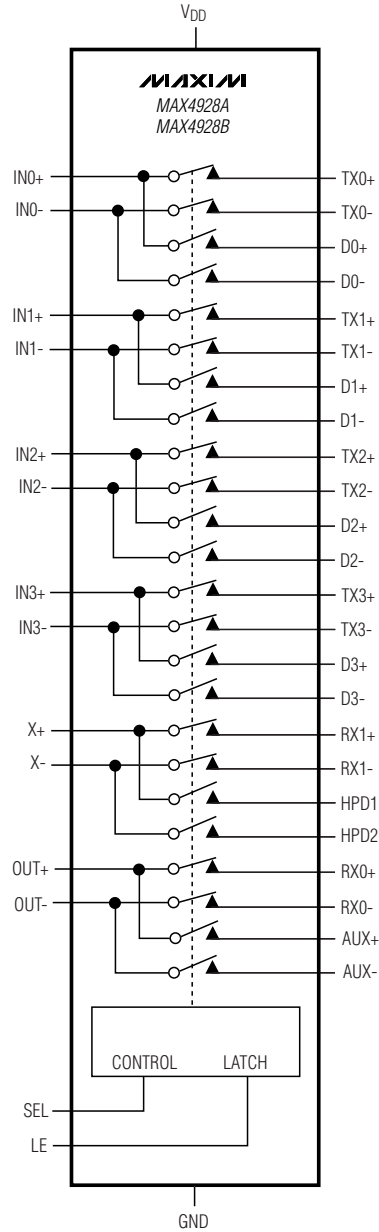 VDD
MAXIM
MAX4928A
MAX4928B
IN0+ TX0+
IN0- TX0-
D0+
D0-
IN1+ TX1+
IN1- TX1-
D1+
D1-
IN2+ TX2+
IN2- TX2-
D2+
D2-
IN3+ TX3+
IN3- TX3-
D3+
D3-
X+ RX1+
X- RX1-
HPD1
HPD2
OUT+ RX0+
OUT- RX0-
AUX+
AUX-
CONTROL LATCH
SEL
LE
GND